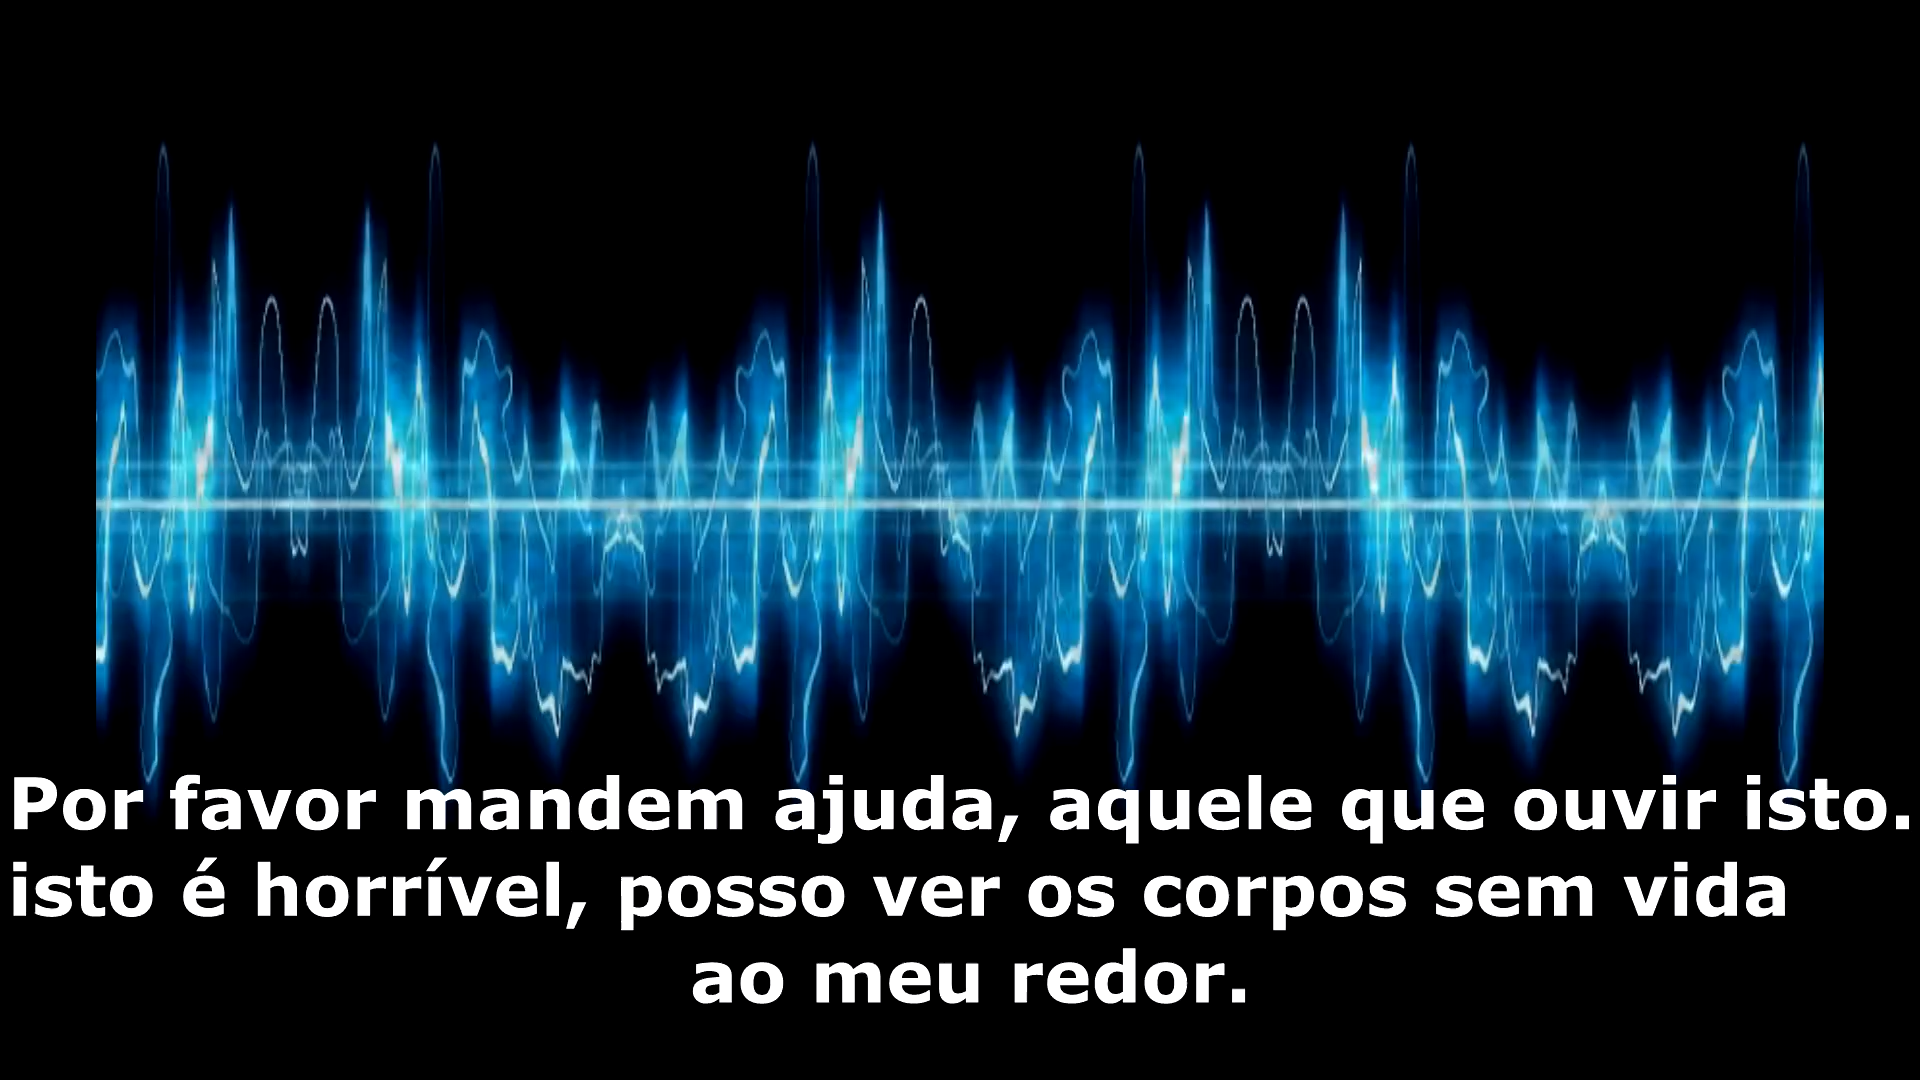 Por favor mandem ajuda, aquele que ouvir isto.
isto é horrível, posso ver os corpos sem vida
ao meu redor.